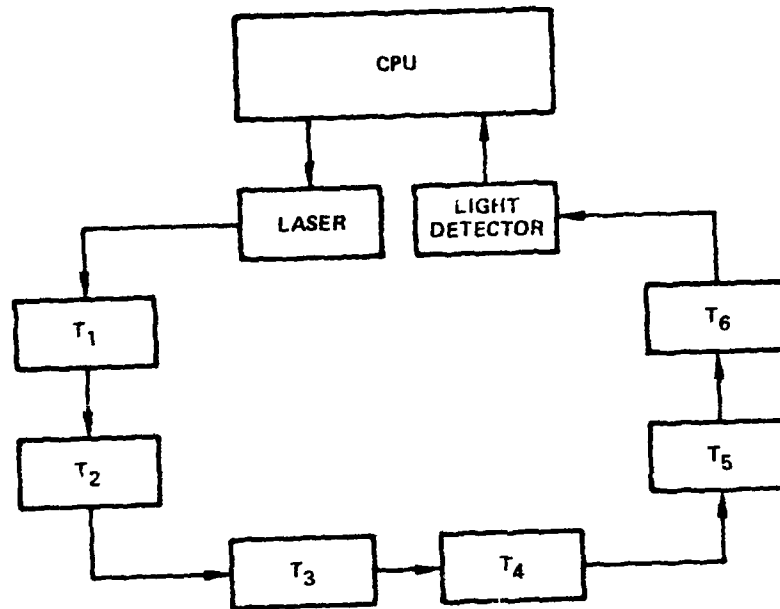 CPU
LASER
LIGHT
DETECTOR
T1
T2
T3
T4
T5
T6